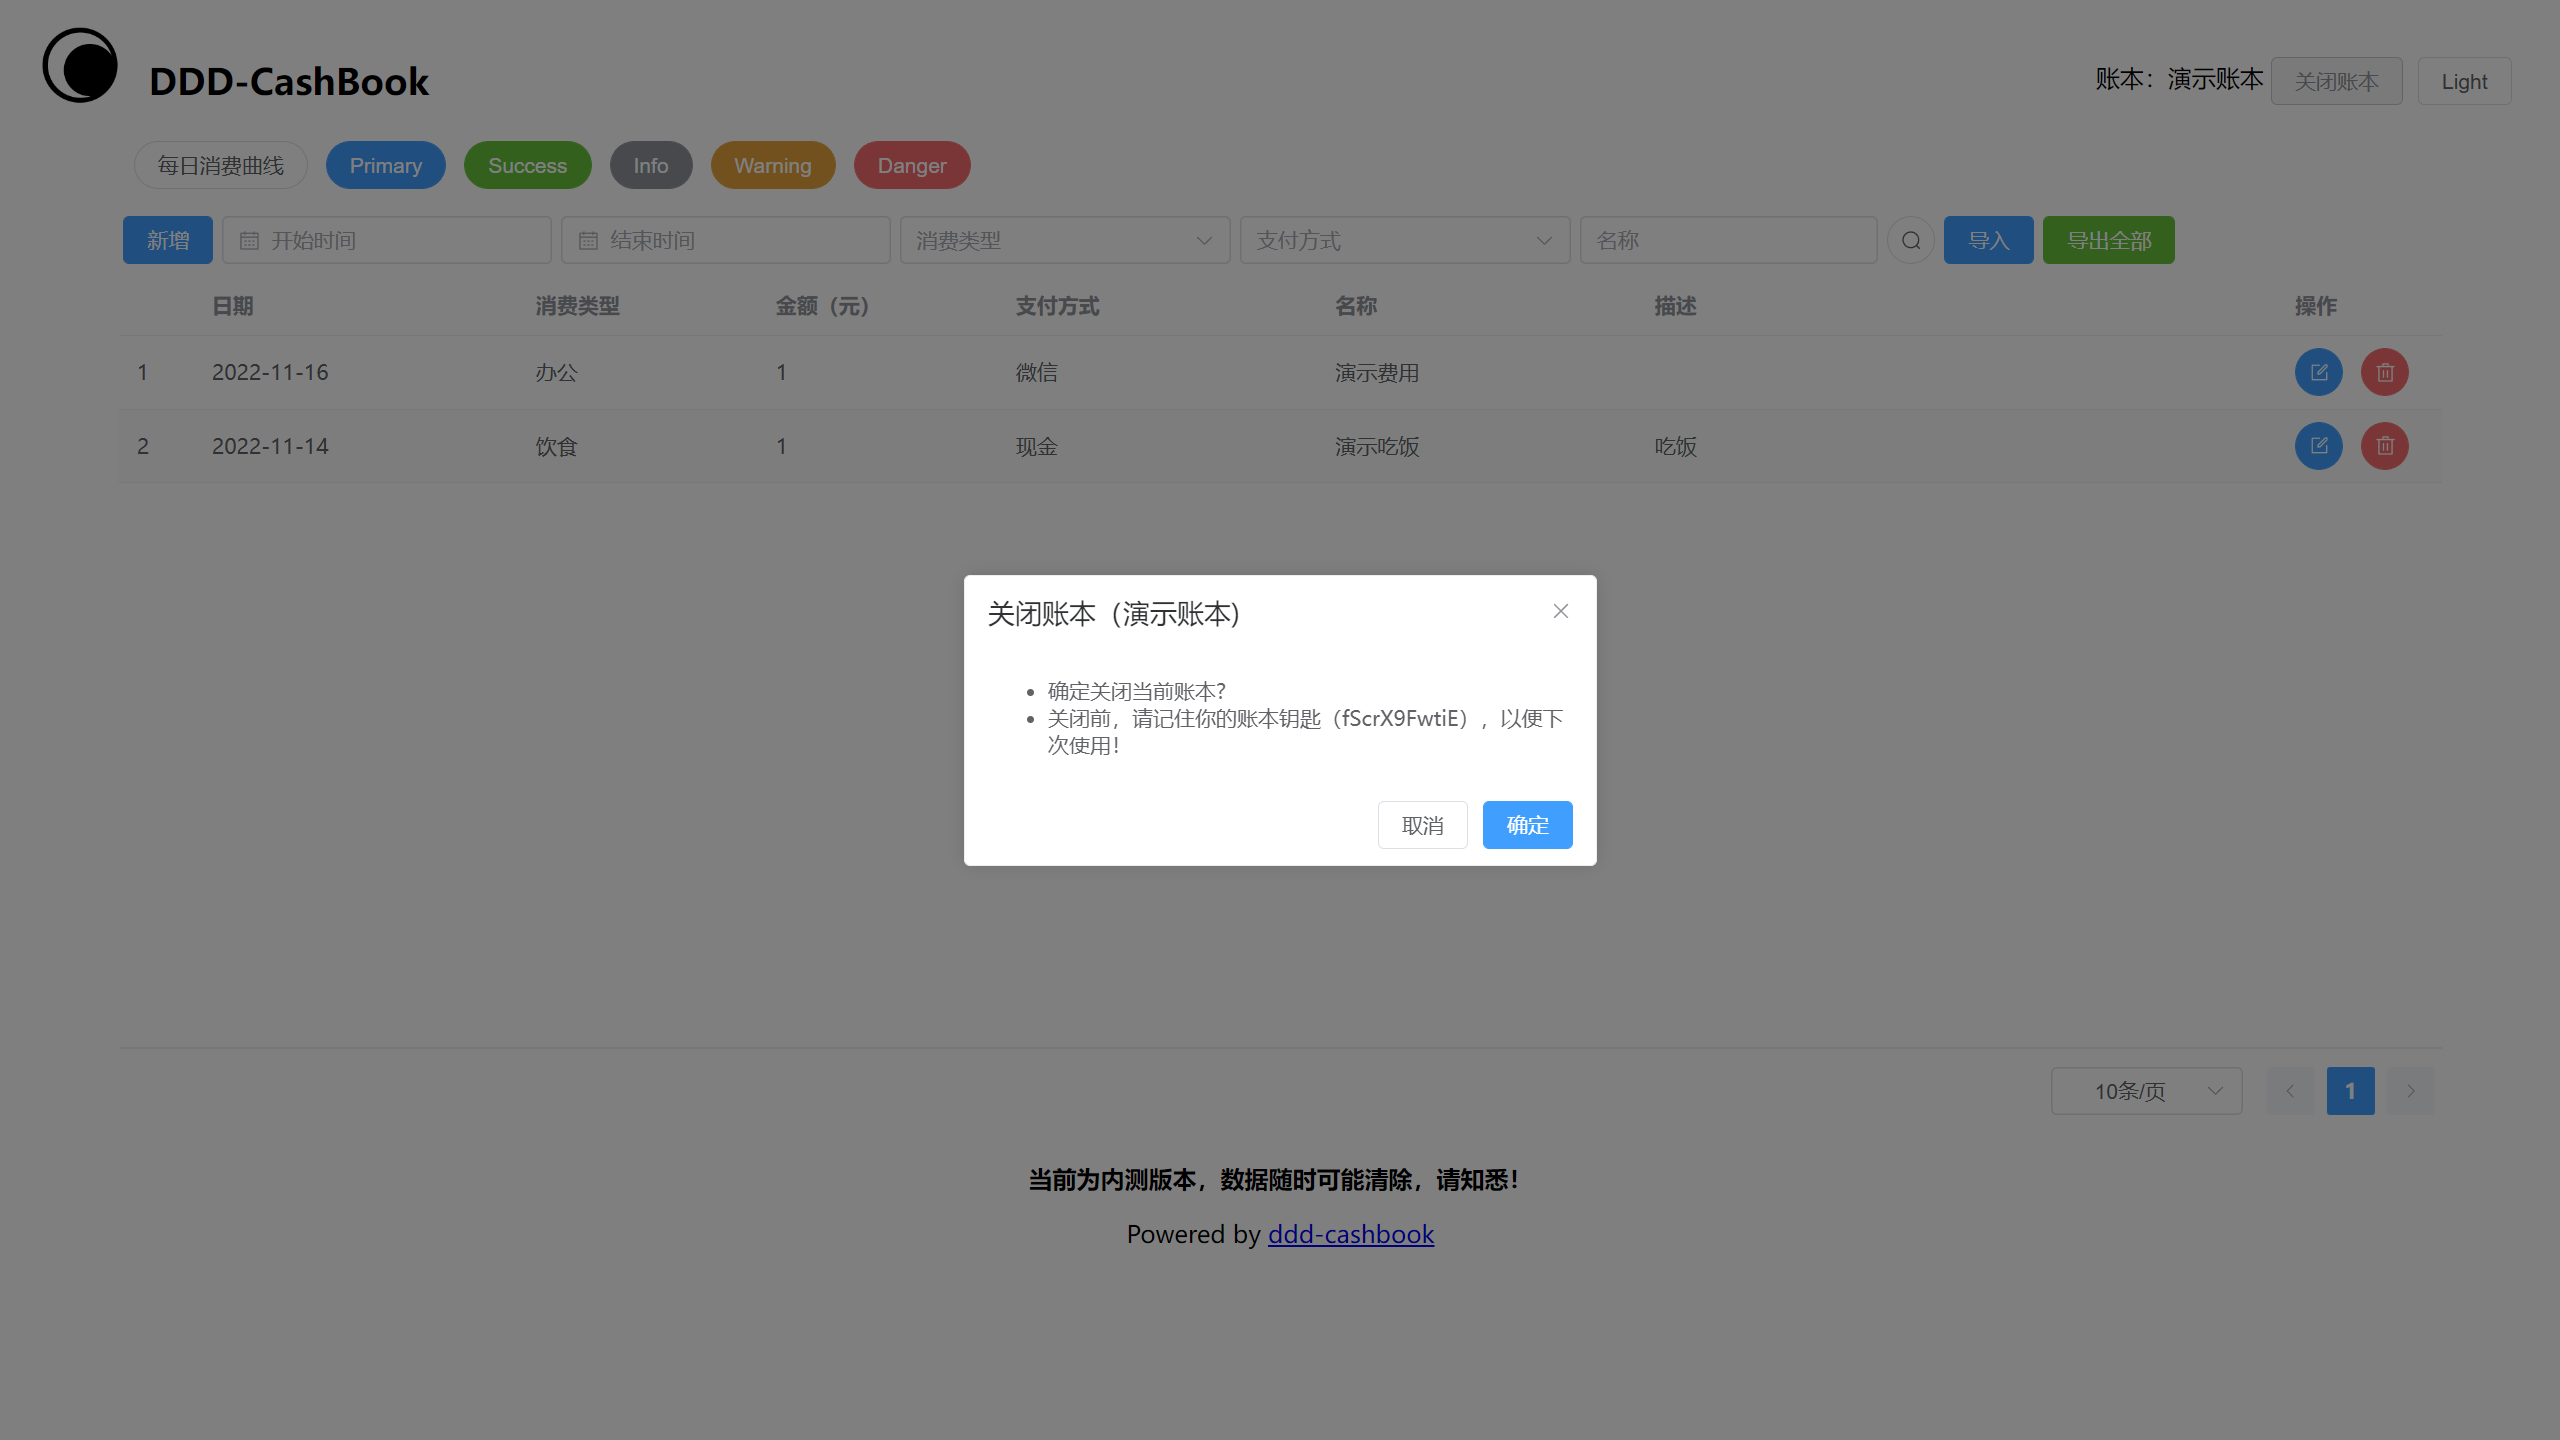 DDD-CashBook
账本：演示账本 关闭账本 Light
每日消费曲线 Primary Success Info Warning Danger
新增 开始时间 结束时间 消费类型 支付方式 名称 导入 导出全部
日期 消费类型 金额（元） 支付方式 名称 描述 操作
1 2022-11-16 办公 1 微信 演示费用
2 2022-11-14 饮食 1 现金 演示吃饭 吃饭
关闭账本（演示账本)
确定关闭当前账本?
关闭前，请记住你的账本钥匙（fScrX9FwtiE），以便下
次使用！
取消 确定
10条/页 1
当前为内测版本，数据随时可能清除，请知悉！
Powered by ddd-cashbook